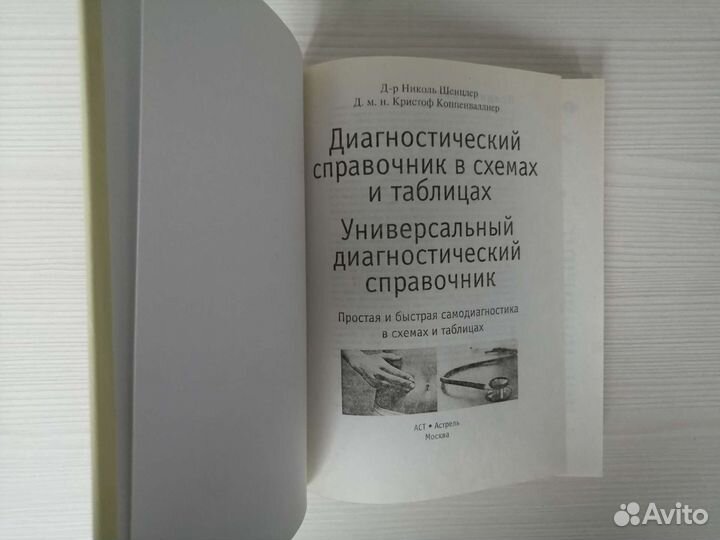 Д-р Николь Шенцлер
Д. м. н. Кристоф Коппенваллнер
Диагностический
справочник в схемах
и таблицах
Универсальный
диагностический
справочник
Простая и быстрая самодиагностика
в схемах и таблицах
АСТ • Астрель
Москва
Avito